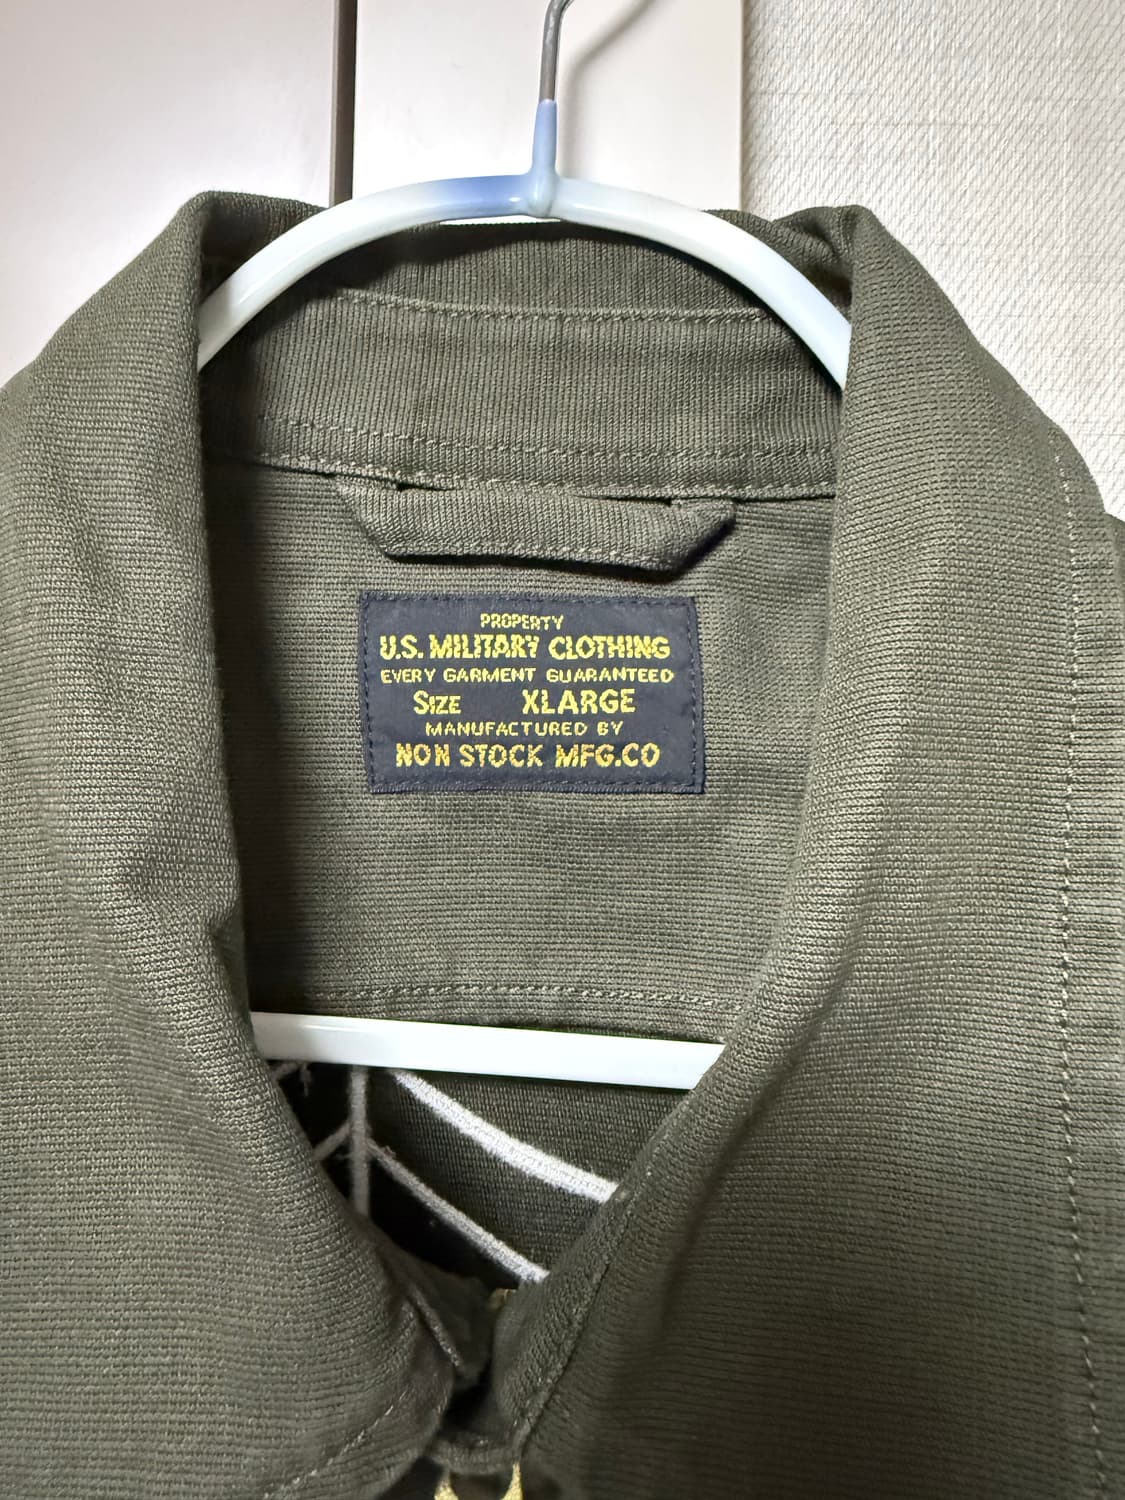 PROPERTY
U.S. MILITARY CLOTHING
EVERY GARMENT GUARANTEED
SIZE XLARGE
MANUFACTURED BY
NON STOCK MFG.CO